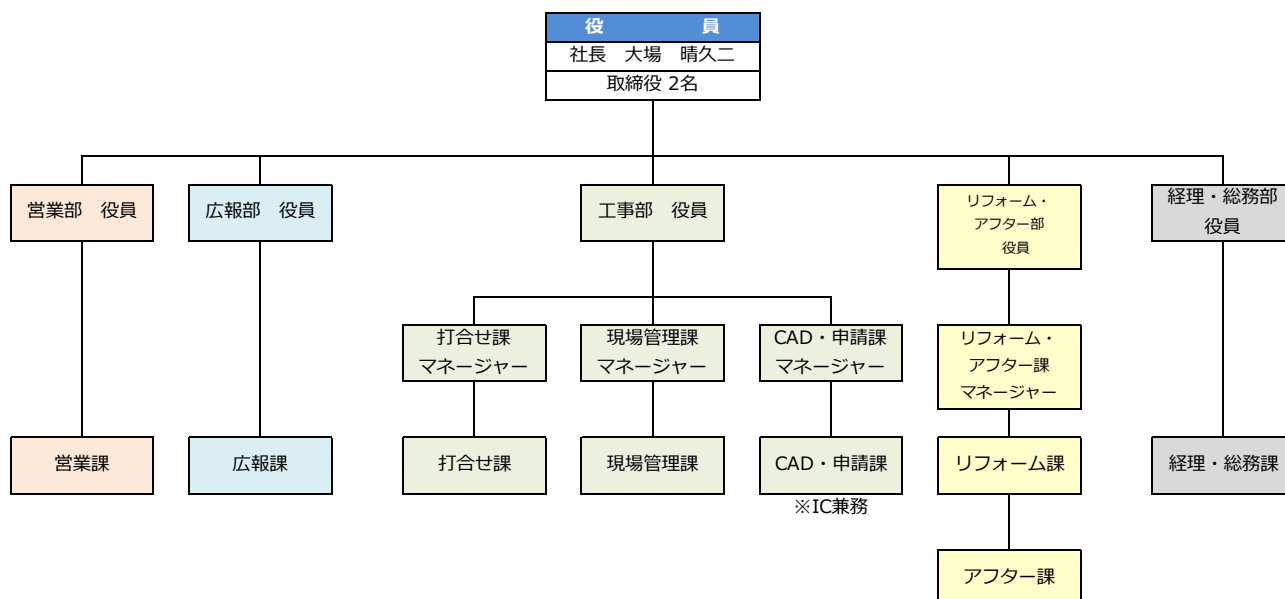 役　　　　員
社長　大場　晴久二
取締役 2名
営業部　役員
広報部　役員
工事部　役員
リフォーム・
アフター部
役員
経理・総務部
役員
打合せ課
マネージャー
現場管理課
マネージャー
CAD・申請課
マネージャー
リフォーム・
アフター課
マネージャー
営業課
広報課
打合せ課
現場管理課
CAD・申請課
リフォーム課
経理・総務課
※IC兼務
アフター課